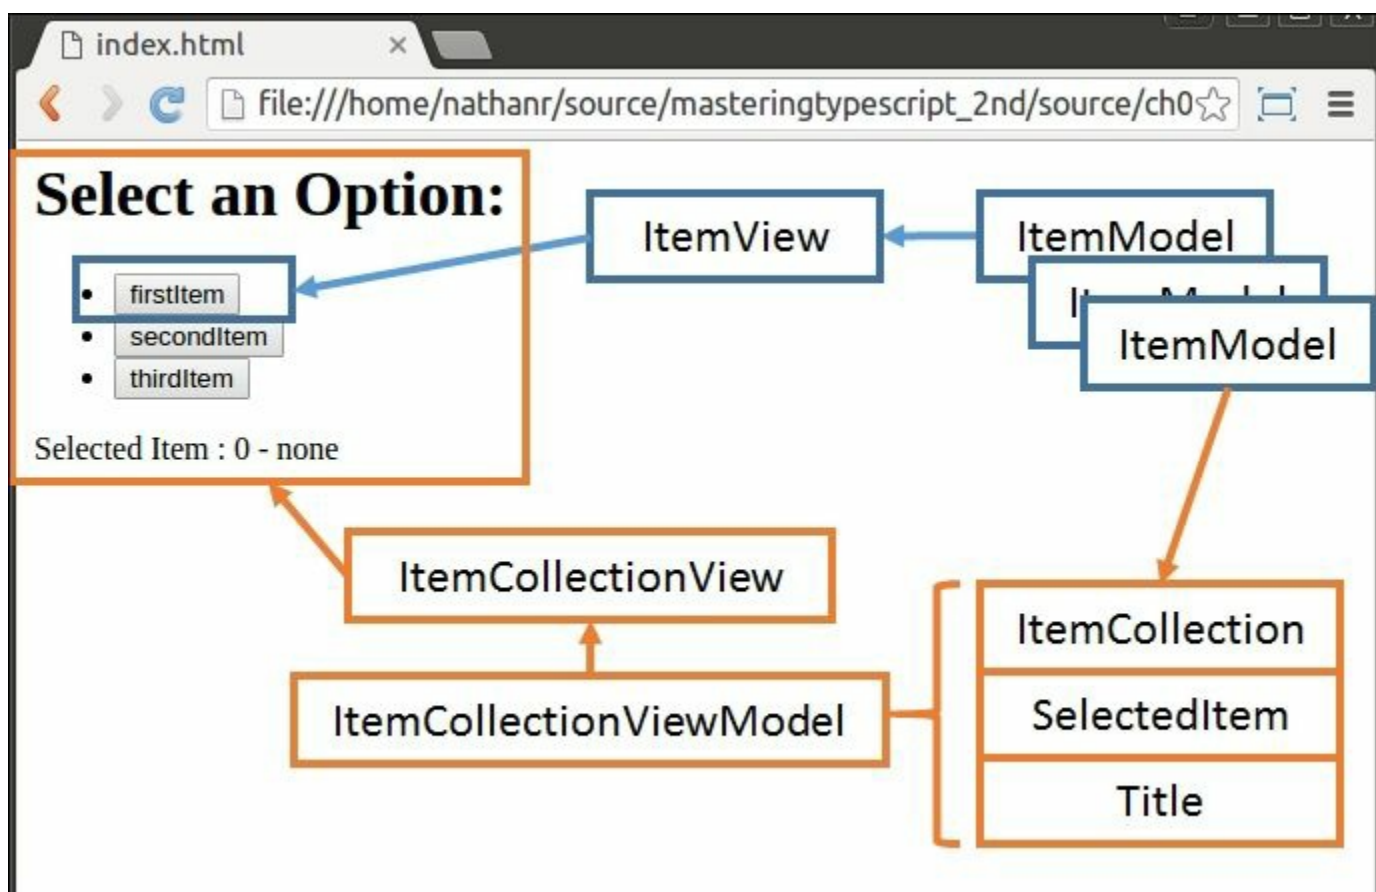 index.html
file:///home/nathanr/source/masteringtypescript_2nd/source/ch0
Select an Option:
firstItem
secondItem
thirdItem
Selected Item : 0 - none
ItemView
ItemModel
ItemModel
ItemModel
ItemCollectionView
ItemCollectionViewModel
ItemCollection
SelectedItem
Title